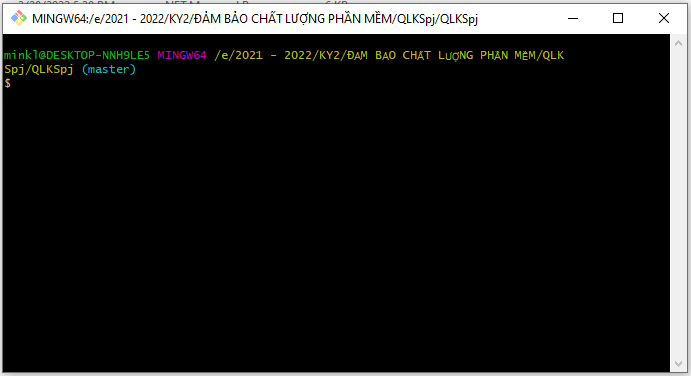 MINGW64:/e/2021 - 2022/KY2/ĐẢM BẢO CHẤT LƯỢNG PHẦN MỀM/QLKSpj/QLKSpj
minkl@DESKTOP-NNH9LE5 MINGW64 /e/2021 - 2022/KY2/ĐẢM BẢO CHẤT LƯỢNG PHẦN MỀM/QLK
Spj/QLKSpj (master)
$